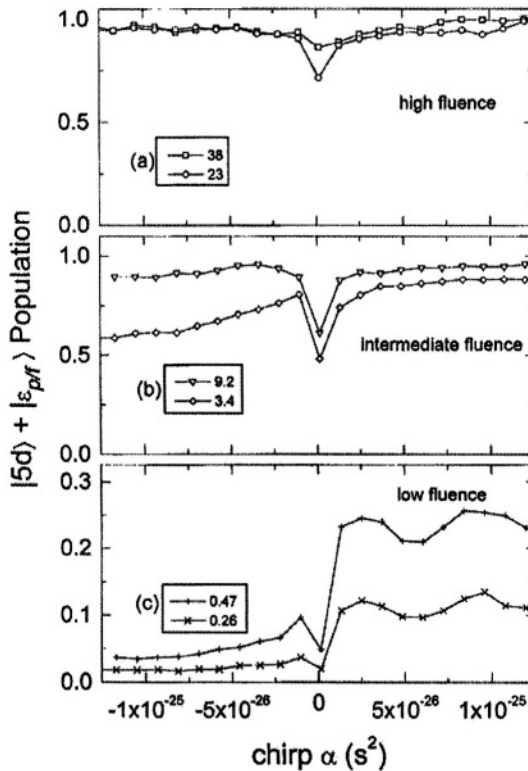 |5d⟩ + |ε_{p/f}⟩ Population
1.0
0.5
0.0
high fluence
(a)
38
23
1.0
0.5
0.0
intermediate fluence
(b)
9.2
3.4
0.3
0.2
0.1
0.0
low fluence
(c)
0.47
0.26
-1x10⁻²⁵ -5x10⁻²⁶ 0 5x10⁻²⁶ 1x10⁻²⁵
chirp α (s²)